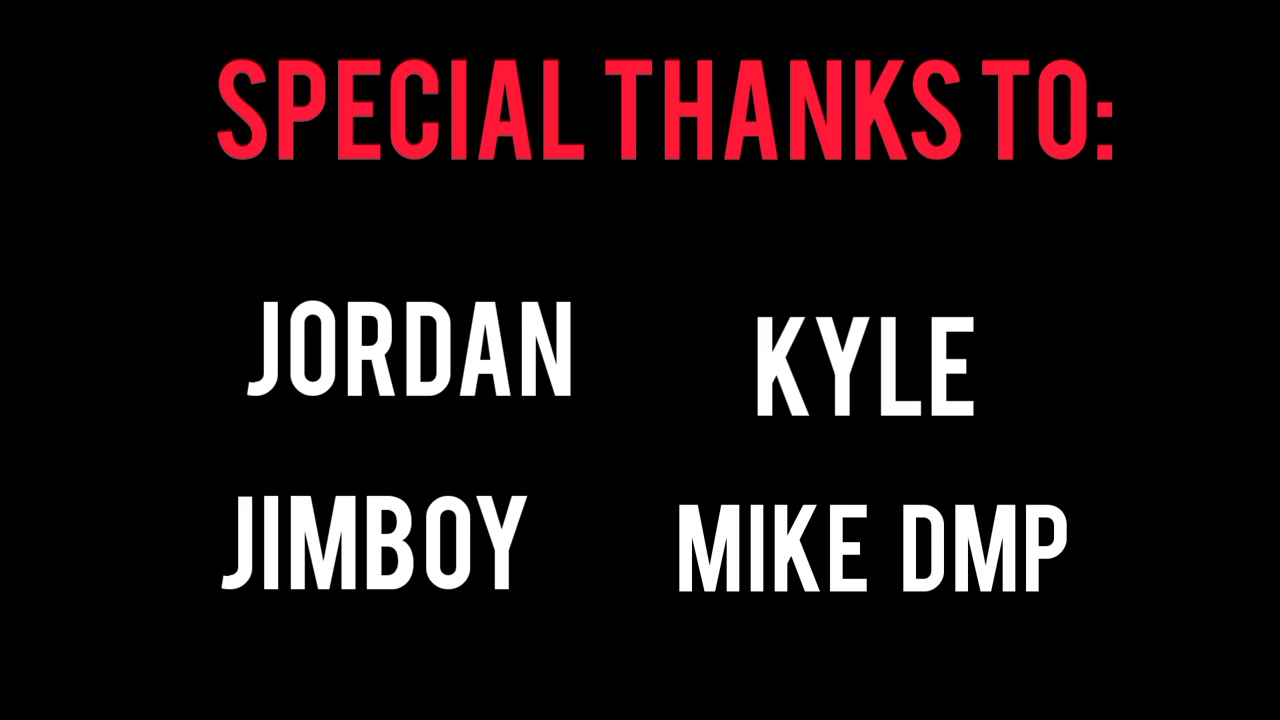 SPECIAL THANKS TO:
JORDAN
KYLE
JIMBOY
MIKE DMP